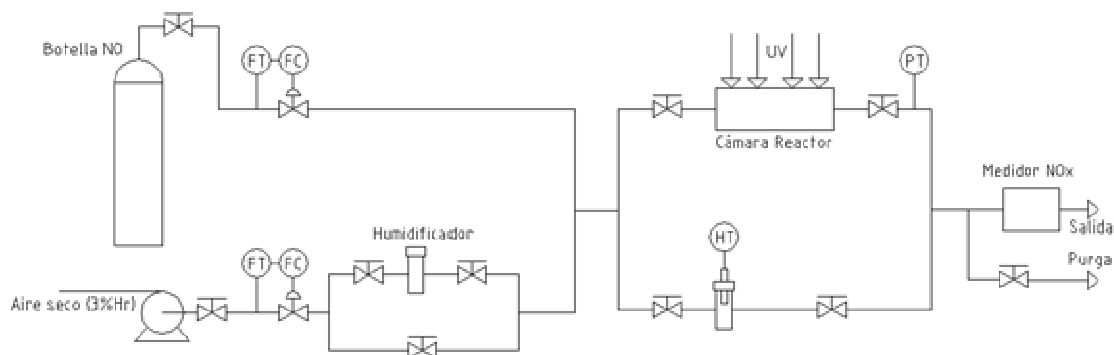 Botella NO
FT
FC
UV
PT
Câmara Reactor
Medidor NOx
Salida
Humidificador
HT
FT
FC
Purga
Aire seco (3%Hr)